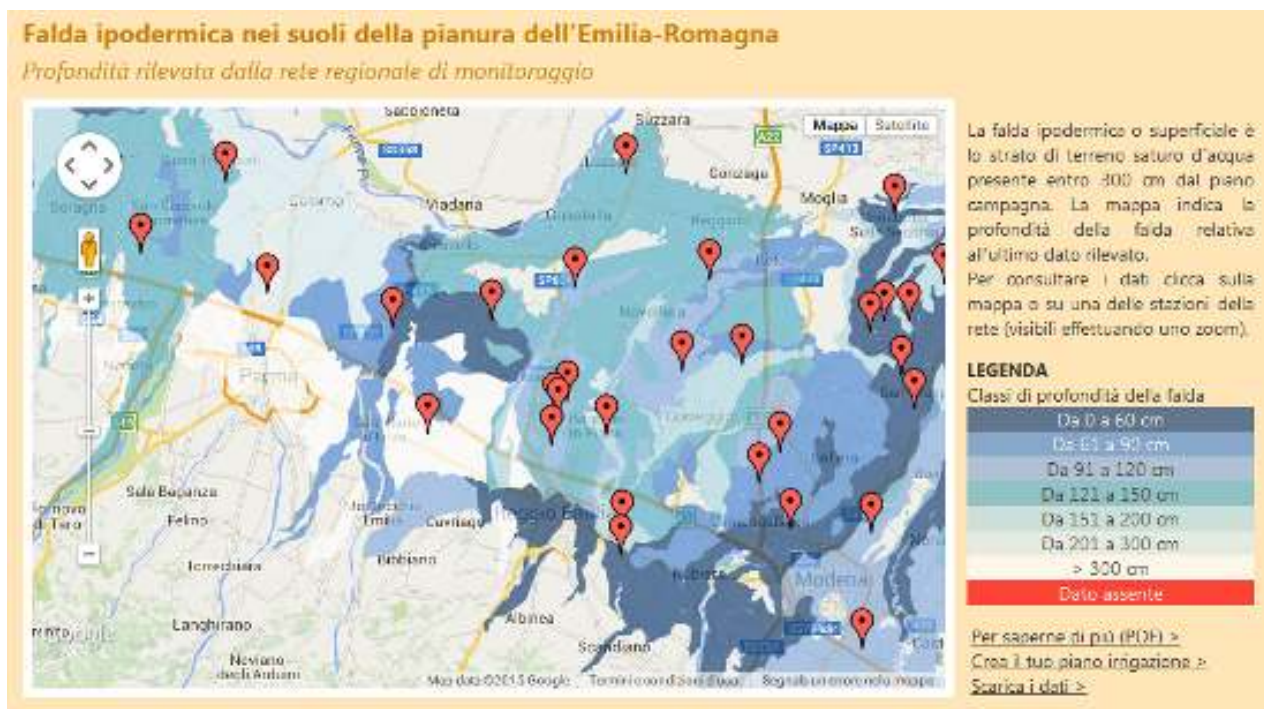 Falda ipodermica nei suoli della pianura dell'Emilia-Romagna
Profondità rilevata dalla rete regionale di monitoraggio
Suzzara
A22
Mappa
Satellite
SP413
Gonzaga
Viadana
Moglia
Parma
Sala Baganza
Felino
Cavriago
Bibbiano
Torrechiara
Langhirano
Albinea
Scandiano
Modena
Neviano
degli Arduini
Map data ©2015 Google
Termini e condizioni d'uso
Segnala un errore nella mappa
La falda ipodermica o superficiale è
lo strato di terreno saturo d'acqua
presente entro 300 cm dal piano
campagna. La mappa indica la
profondità della falda relativa
all'ultimo dato rilevato.
Per consultare i dati clicca sulla
mappa o su una delle stazioni della
rete (visibili effettuando uno zoom).
LEGENDA
Classi di profondità della falda
Da 0 a 60 cm
Da 61 a 90 cm
Da 91 a 120 cm
Da 121 a 150 cm
Da 151 a 200 cm
Da 201 a 300 cm
> 300 cm
Dato assente
Per saperne di più (PDF) >
Crea il tuo piano irrigazione >
Scarica i dati >